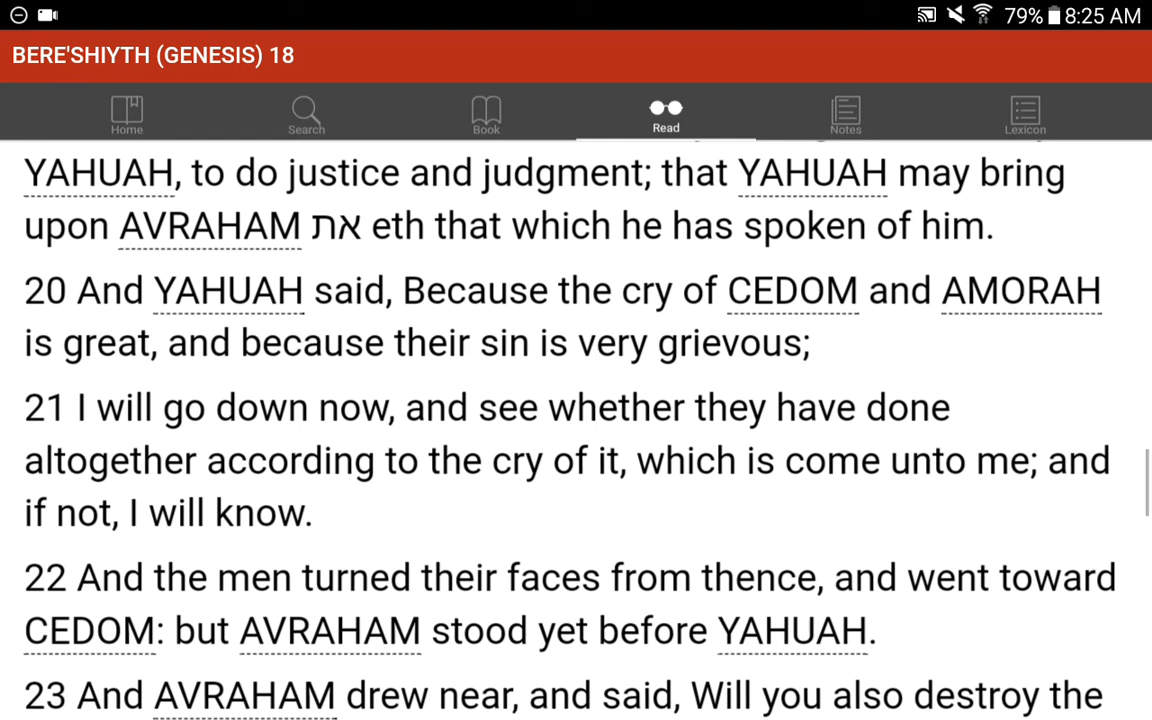 79% 8:25 AM
BERE'SHIYTH (GENESIS) 18
Home Search Book Read Notes Lexicon
YAHUAH, to do justice and judgment; that YAHUAH may bring
upon AVRAHAM את eth that which he has spoken of him.
20 And YAHUAH said, Because the cry of CEDOM and AMORAH
is great, and because their sin is very grievous;
21 I will go down now, and see whether they have done
altogether according to the cry of it, which is come unto me; and
if not, I will know.
22 And the men turned their faces from thence, and went toward
CEDOM: but AVRAHAM stood yet before YAHUAH.
23 And AVRAHAM drew near, and said, Will you also destroy the